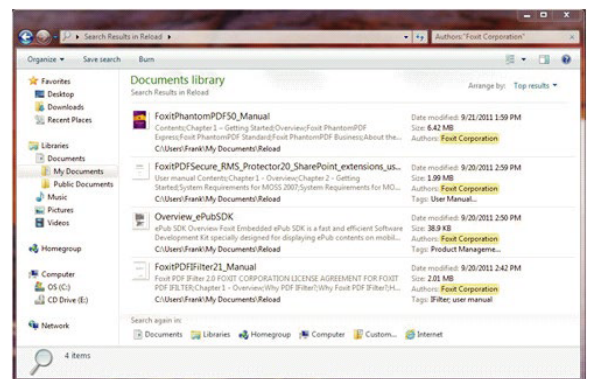 Search Results in Reload
Authors:"Foxit Corporation"
Organize
Save search
Burn
Favorites
Desktop
Downloads
Recent Places
Libraries
Documents
My Documents
Public Documents
Music
Pictures
Videos
Homegroup
Computer
OS (C:)
CD Drive (E:)
Network
Documents library
Search Results in Reload
Arrange by: Top results
FoxitPhantomPDF50_Manual
Contents;Chapter 1 – Getting Started;Overview;Foxit PhantomPDF
Express;Foxit PhantomPDF Standard;Foxit PhantomPDF Business;About the...
C:\Users\Frank\My Documents\Reload
Date modified: 9/21/2011 1:59 PM
Size: 6.42 MB
Authors: Foxit Corporation
FoxitPDFSecure_RMS_Protector20_SharePoint_extensions_us...
User manual Contents;Chapter 1 - Overview;Chapter 2 - Getting
Started;System Requirements for MOSS 2007;System Requirements for MO...
C:\Users\Frank\My Documents\Reload
Date modified: 9/20/2011 2:59 PM
Size: 1.99 MB
Authors: Foxit Corporation
Tags: User Manual...
Overview_ePubSDK
ePub SDK Overview Foxit Embedded ePub SDK is a fast and efficient Software
Development Kit specially designed for displaying ePub contents on mobil...
C:\Users\Frank\My Documents\Reload
Date modified: 9/20/2011 2:50 PM
Size: 38.9 KB
Authors: Foxit Corporation
Tags: Product Manageme...
FoxitPDFIFilter21_Manual
Foxit PDF IFilter 2.0 FOXIT CORPORATION LICENSE AGREEMENT FOR FOXIT
PDF IFILTER;Chapter 1 - Overview;Why PDF IFilter?;Why Foxit PDF IFilter?;H...
C:\Users\Frank\My Documents\Reload
Date modified: 9/20/2011 2:42 PM
Size: 2.01 MB
Authors: Foxit Corporation
Tags: IFilter; user manual
Search again in:
Documents
Libraries
Homegroup
Computer
Custom...
Internet
4 items